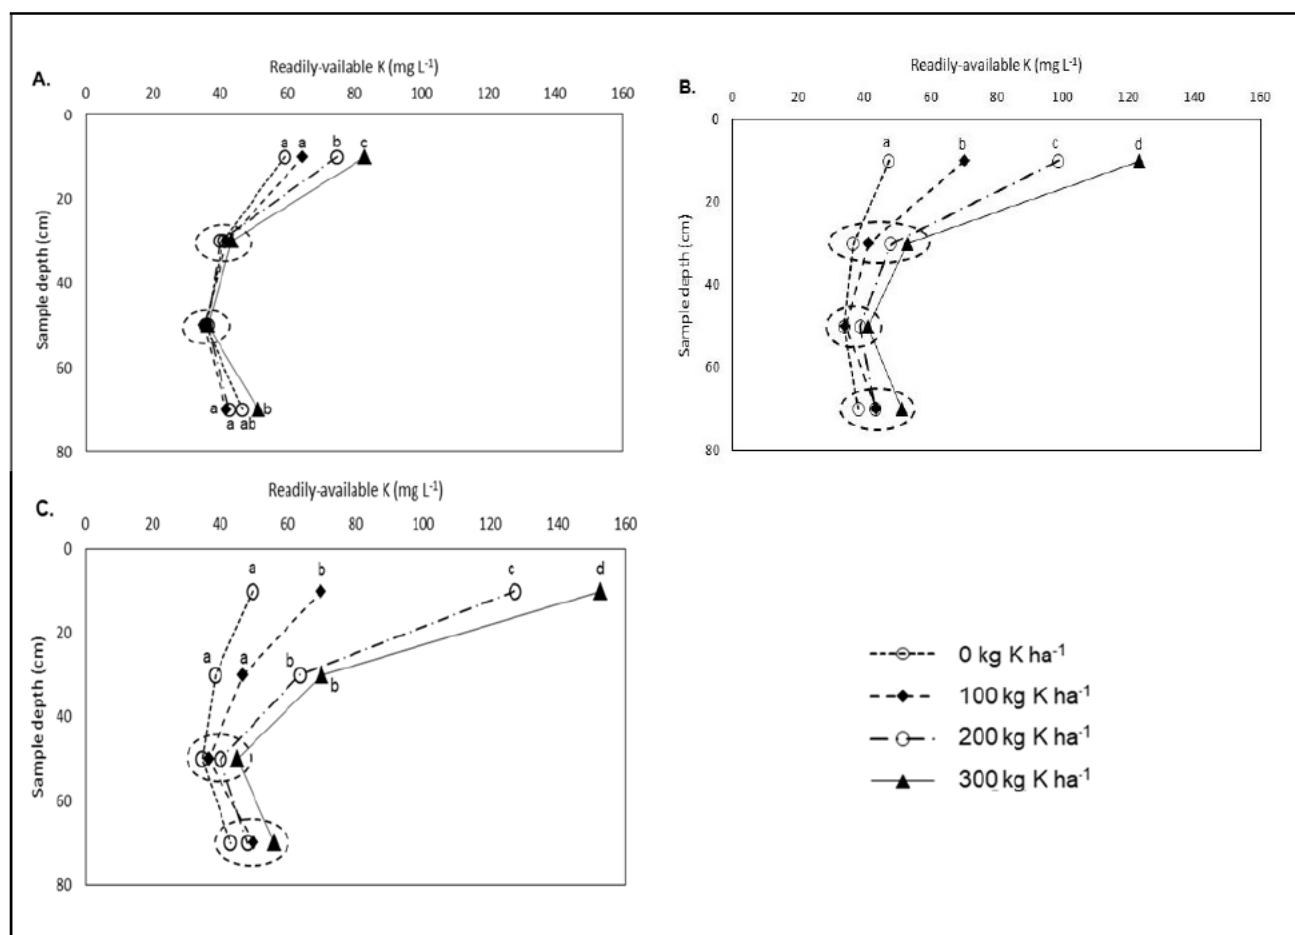 A.
Readily-vailable K (mg L-1)
0 20 40 60 80 100 120 140 160
0
20
40
60
80
Sample depth (cm)
a a b c
a a ab b
B.
Readily-available K (mg L-1)
0 20 40 60 80 100 120 140 160
0
20
40
60
80
Sample depth (cm)
a b c d
C.
Readily-available K (mg L-1)
0 20 40 60 80 100 120 140 160
0
20
40
60
80
Sample depth (cm)
a b c d
a a b b
0 kg K ha-1
100 kg K ha-1
200 kg K ha-1
300 kg K ha-1